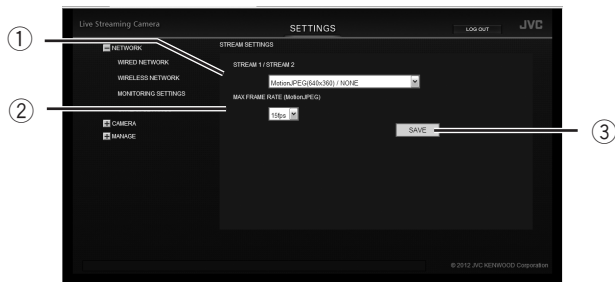 Live Streaming Camera
SETTINGS
LOG OUT
JVC
NETWORK
WIRED NETWORK
WIRELESS NETWORK
MONITORING SETTINGS
CAMERA
MANAGE
STREAM SETTINGS
STREAM 1 / STREAM 2
MotionJPEG(640x360) / NONE
MAX FRAME RATE (MotionJPEG)
15fps
SAVE
© 2012 JVC KENWOOD Corporation
1
2
3